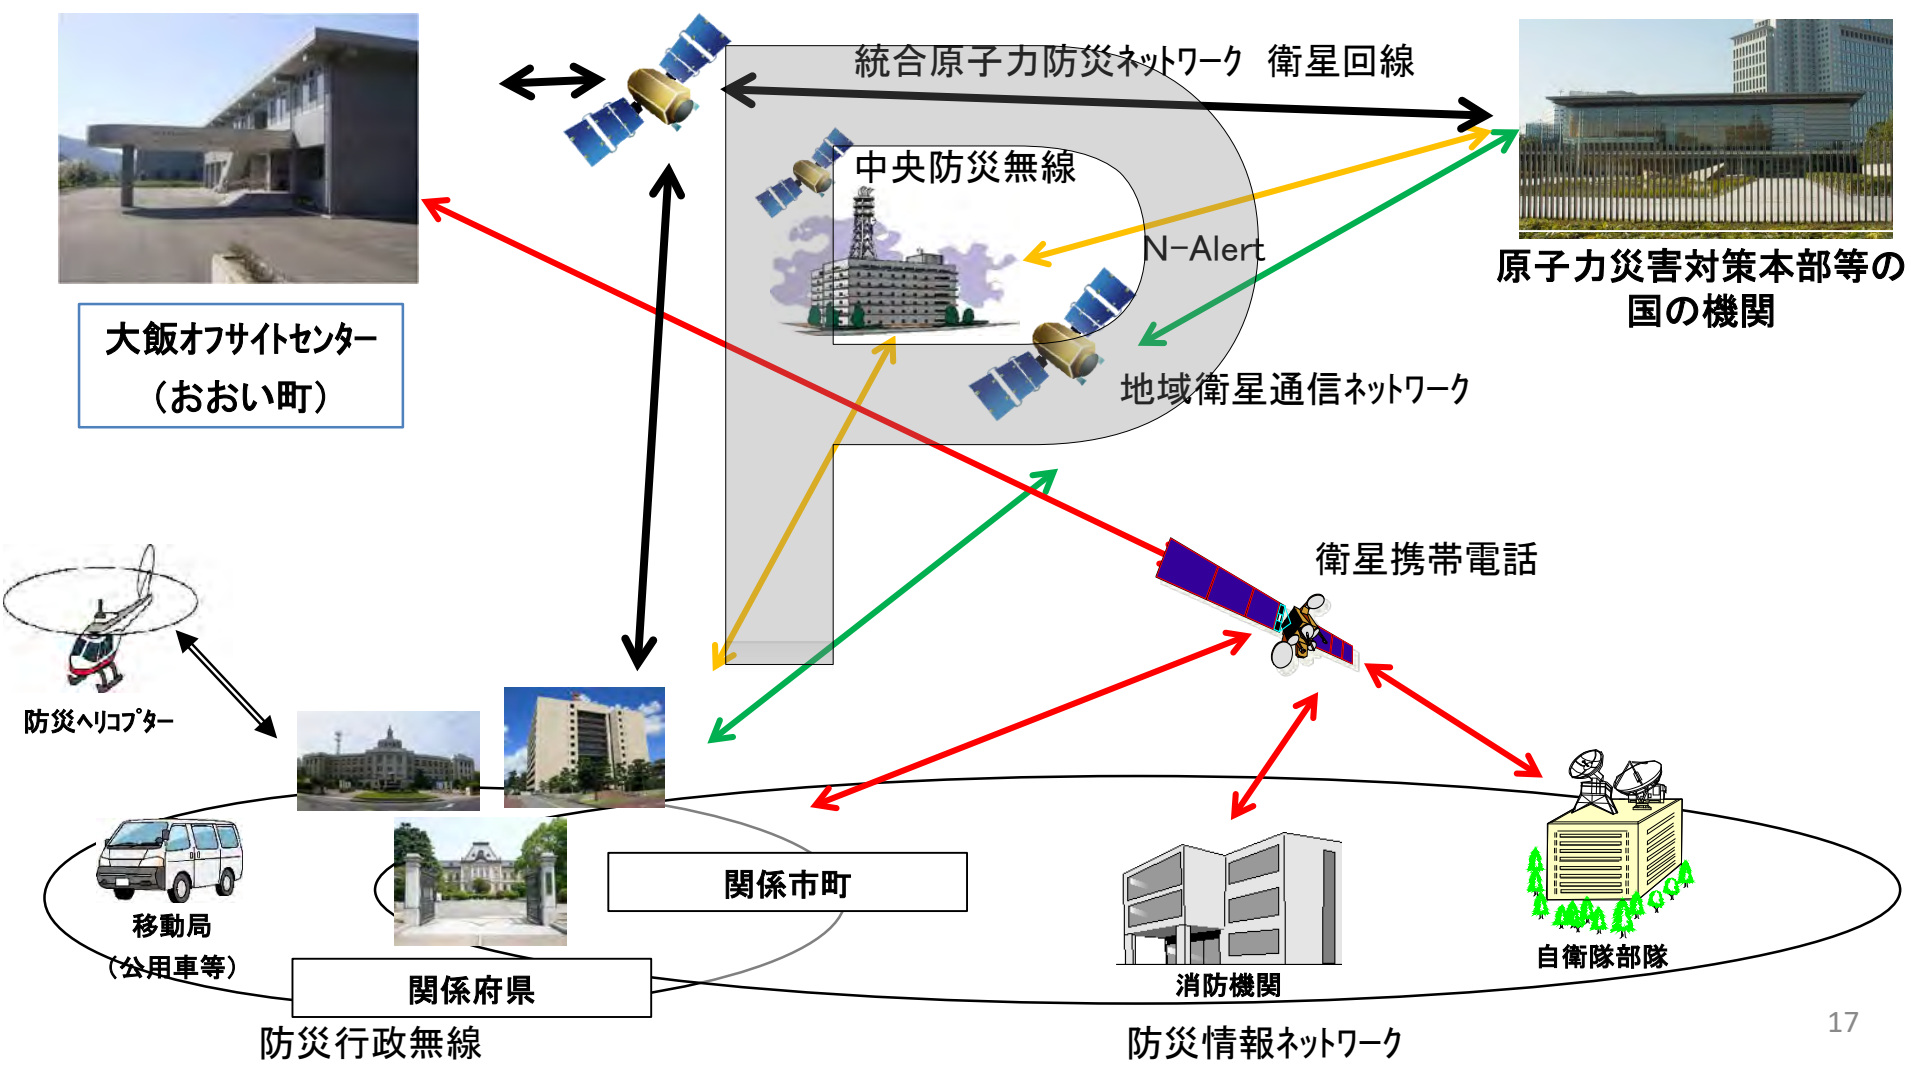 統合原子力防災ネットワーク　衛星回線
中央防災無線
N-Alert
原子力災害対策本部等の
国の機関
大飯オフサイトセンター
（おおい町）
地域衛星通信ネットワーク
衛星携帯電話
防災ヘリコプター
関係市町
移動局
（公用車等）
自衛隊部隊
消防機関
関係府県
防災行政無線
防災情報ネットワーク
17
P